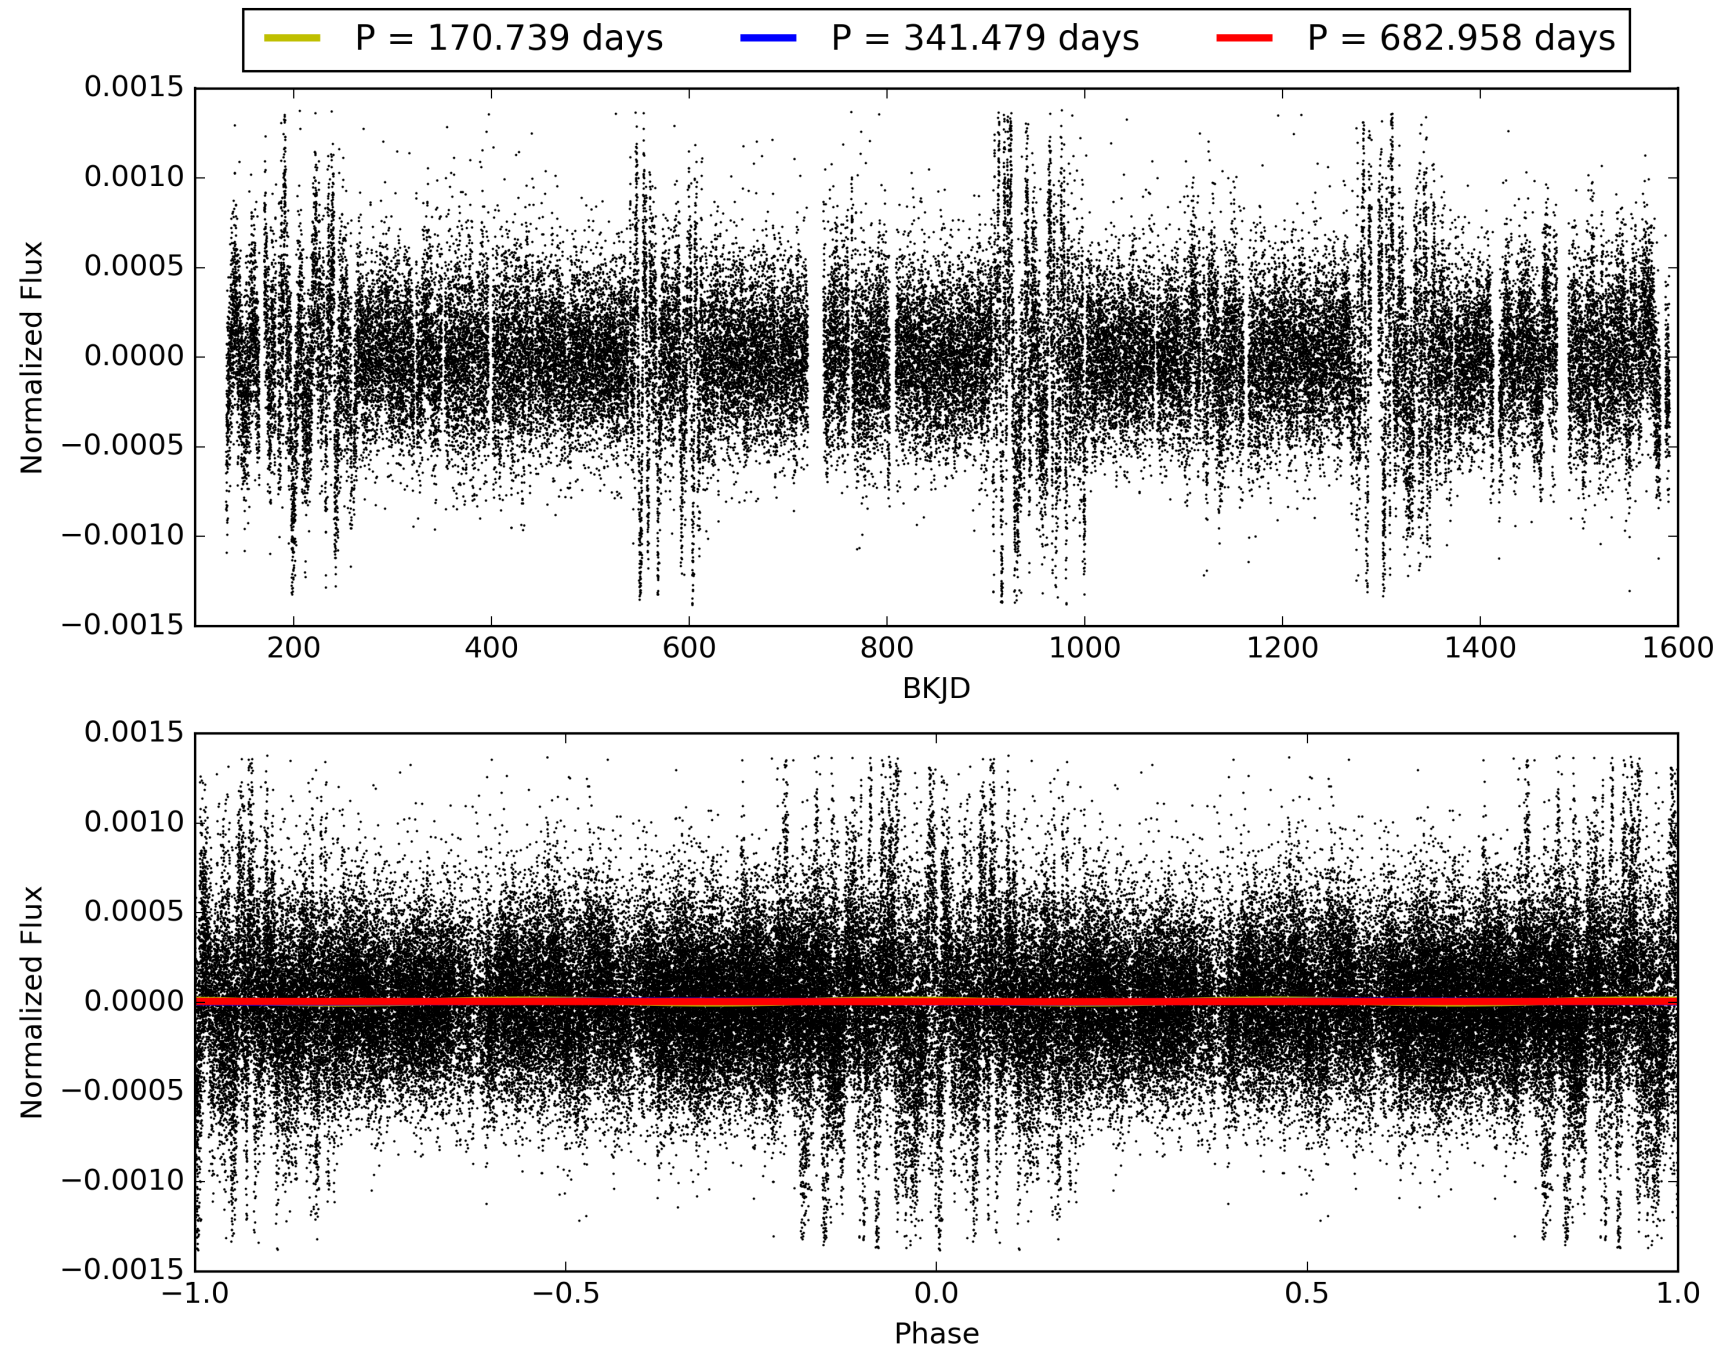 P = 170.739 days P = 341.479 days P = 682.958 days
0.0015
0.0010
0.0005
0.0000
−0.0005
−0.0010
−0.0015
Normalized Flux
200 400 600 800 1000 1200 1400 1600
BKJD
0.0015
0.0010
0.0005
0.0000
−0.0005
−0.0010
−0.0015
Normalized Flux
−1.0 −0.5 0.0 0.5 1.0
Phase